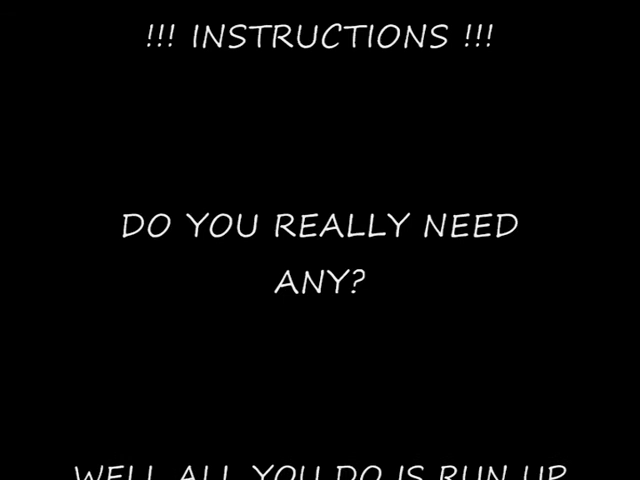 !!! INSTRUCTIONS !!!
DO YOU REALLY NEED
ANY?
WELL ALL YOU DO IS RUN UP